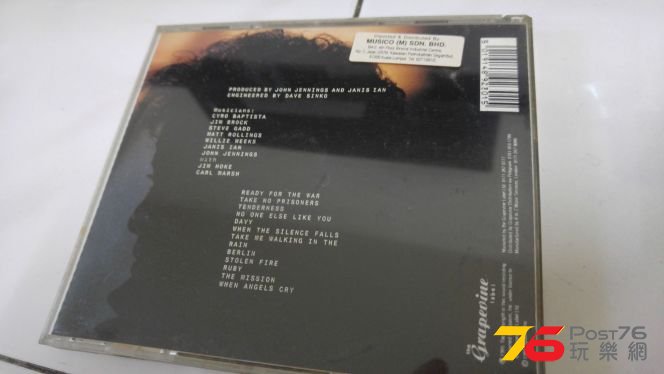 Imported & Distributed By
MUSICO (M) SDN. BHD.
PRODUCED BY JOHN JENNINGS AND JANIS IAN
ENGINEERED BY DAVE SINKO
Musicians:
CYRO BAPTISTA
JIM BROCK
STEVE GADD
MATT ROLLINGS
WILLIE WEEKS
JANIS IAN
JOHN JENNINGS
WITH
JIM HOKE
CARL MARSH
READY FOR THE WAR
TAKE NO PRISONERS
TENDERNESS
NO ONE ELSE LIKE YOU
DAVY
WHEN THE SILENCE FALLS
TAKE ME WALKING IN THE
RAIN
BERLIN
STOLEN FIRE
RUBY
THE MISSION
WHEN ANGELS CRY
the
Grapevine
label
76 Post76
玩樂網